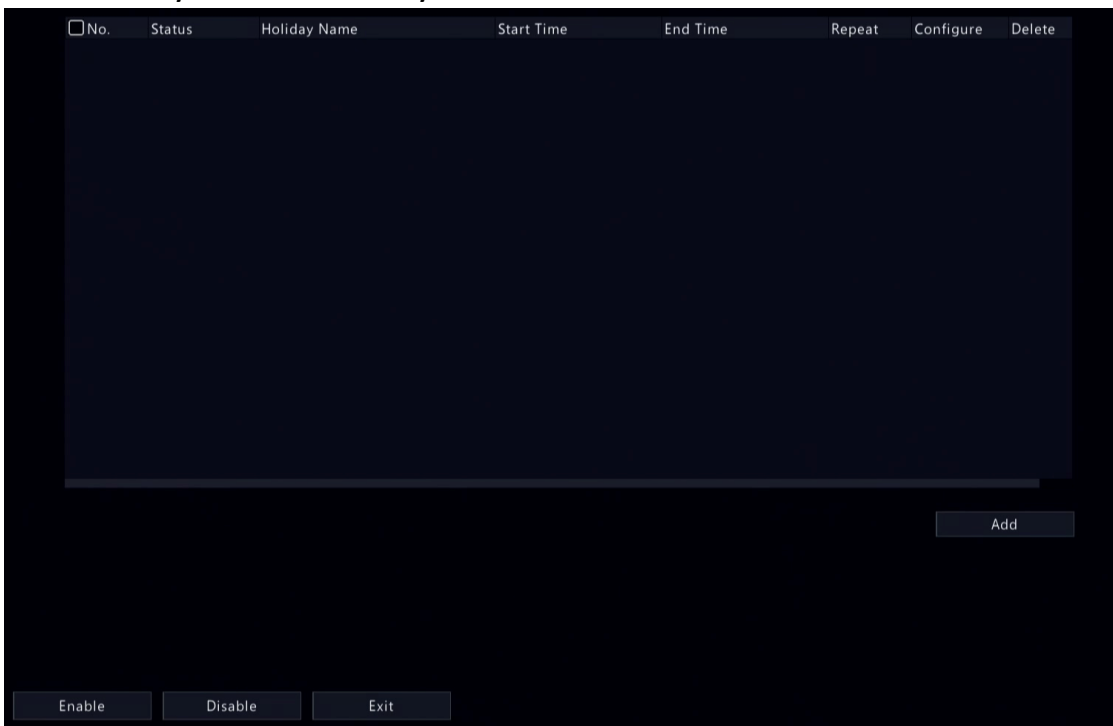 No. Status Holiday Name Start Time End Time Repeat Configure Delete
Add
Enable Disable Exit